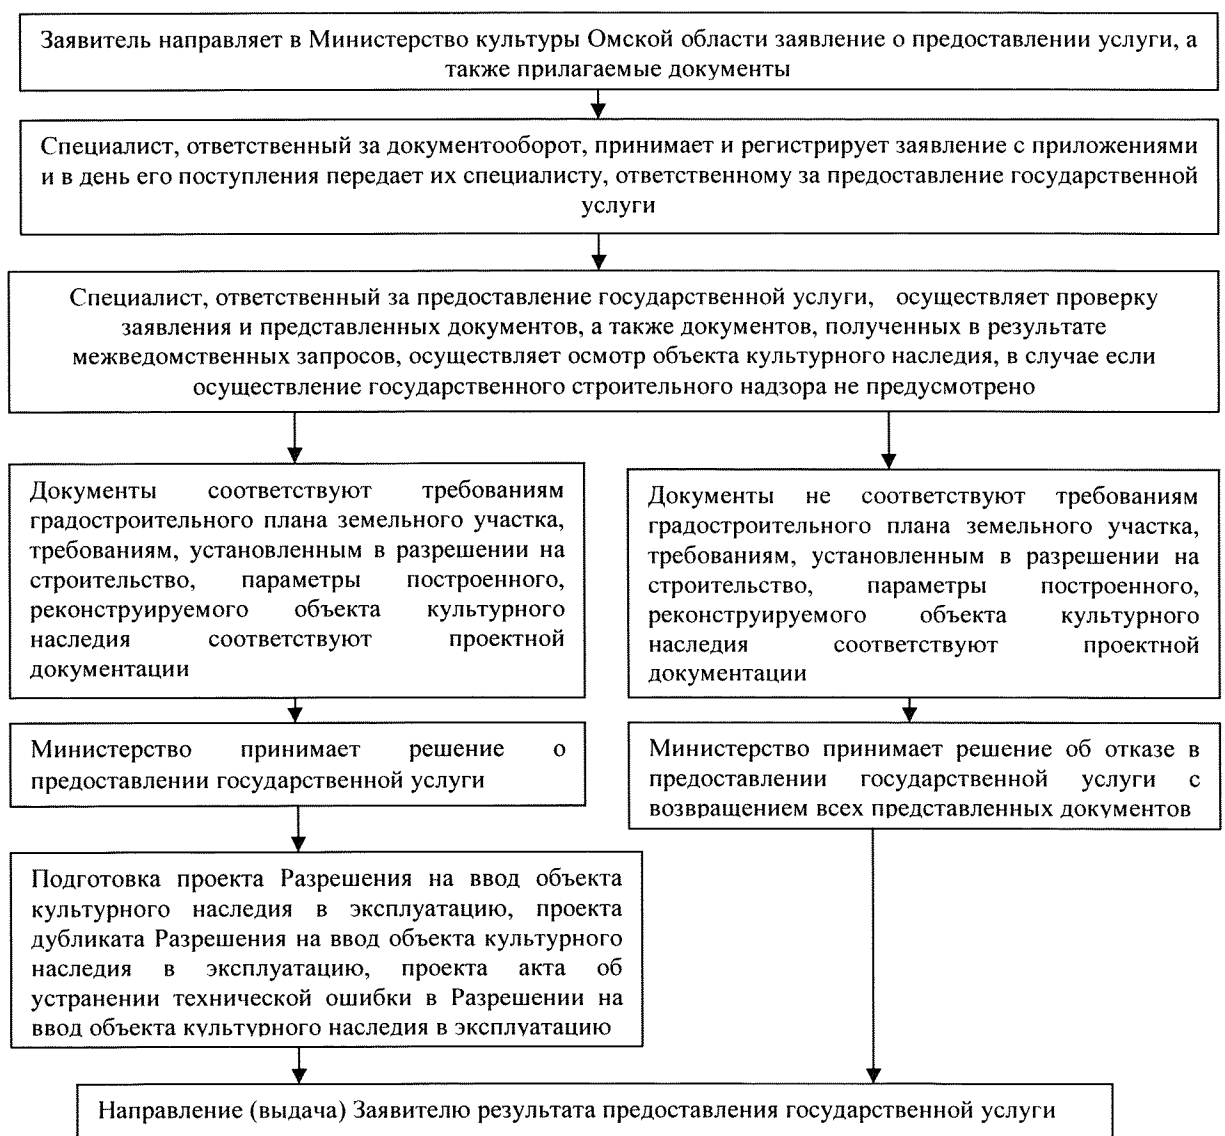 Заявитель направляет в Министерство культуры Омской области заявление о предоставлении услуги, а
также прилагаемые документы
Специалист, ответственный за документооборот, принимает и регистрирует заявление с приложениями
и в день его поступления передает их специалисту, ответственному за предоставление государственной
услуги
Специалист, ответственный за предоставление государственной услуги, осуществляет проверку
заявления и представленных документов, а также документов, полученных в результате
межведомственных запросов, осуществляет осмотр объекта культурного наследия, в случае если
осуществление государственного строительного надзора не предусмотрено
Документы соответствуют требованиям
градостроительного плана земельного участка,
требованиям, установленным в разрешении на
строительство, параметры построенного,
реконструируемого объекта культурного
наследия соответствуют проектной
документации
Документы не соответствуют требованиям
градостроительного плана земельного участка,
требованиям, установленным в разрешении на
строительство, параметры построенного,
реконструируемого объекта культурного
наследия соответствуют проектной
документации
Министерство принимает решение о
предоставлении государственной услуги
Министерство принимает решение об отказе в
предоставлении государственной услуги с
возвращением всех представленных документов
Подготовка проекта Разрешения на ввод объекта
культурного наследия в эксплуатацию, проекта
дубликата Разрешения на ввод объекта культурного
наследия в эксплуатацию, проекта акта об
устранении технической ошибки в Разрешении на
ввод объекта культурного наследия в эксплуатацию
Направление (выдача) Заявителю результата предоставления государственной услуги